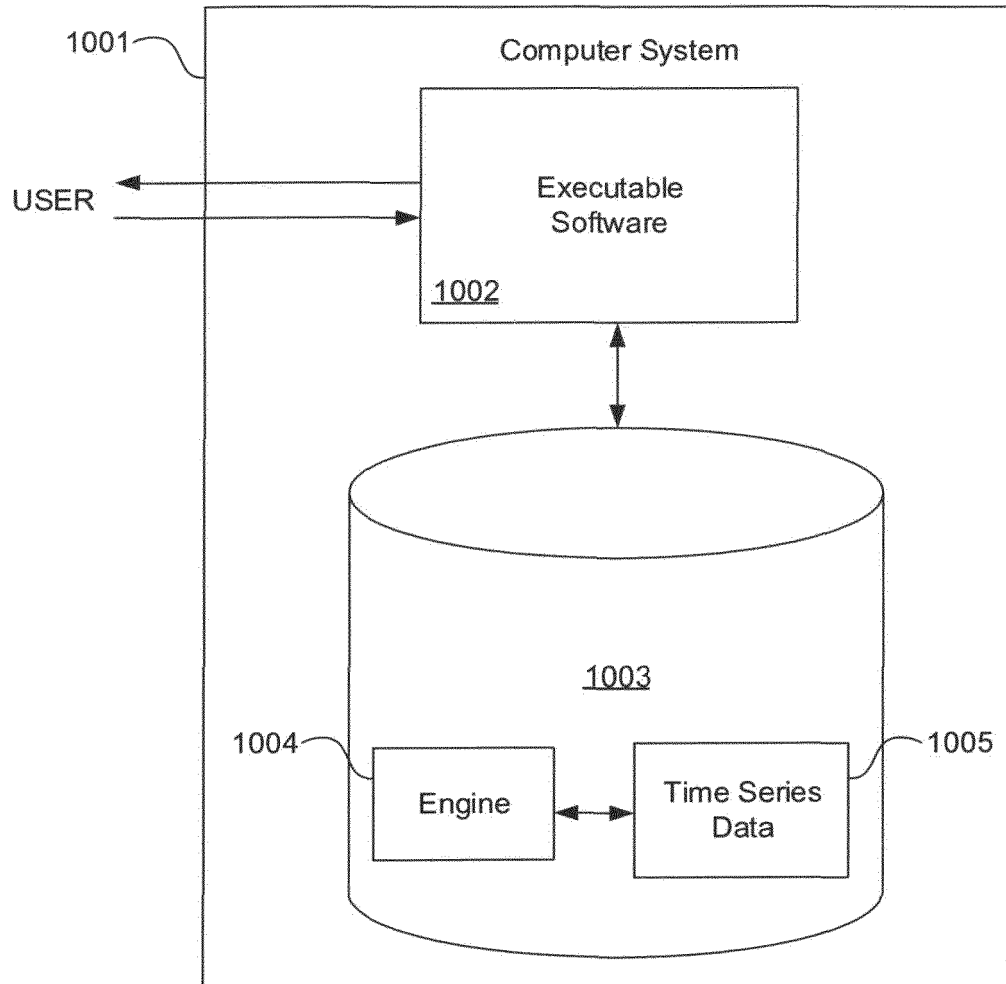 1001
Computer System
USER
Executable
Software
1002
1003
1004
1005
Engine
Time Series
Data